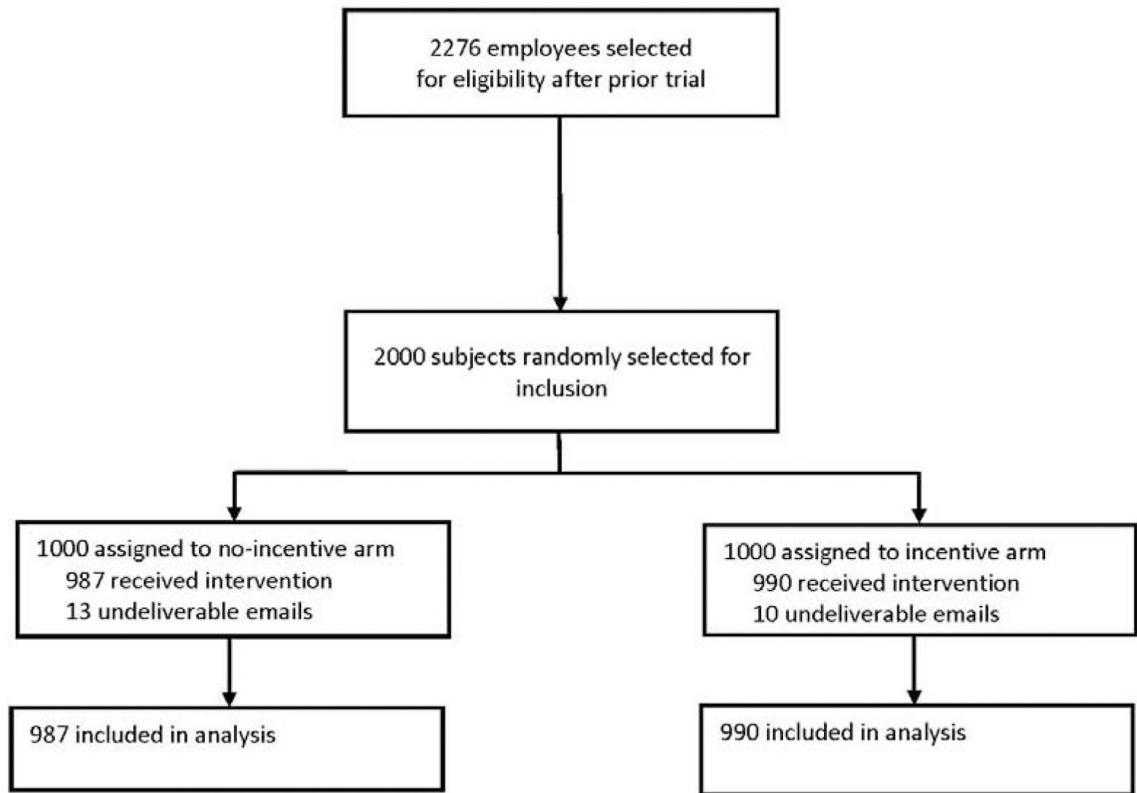 2276 employees selected
for eligibility after prior trial
2000 subjects randomly selected for
inclusion
1000 assigned to no-incentive arm
987 received intervention
13 undeliverable emails
1000 assigned to incentive arm
990 received intervention
10 undeliverable emails
987 included in analysis
990 included in analysis